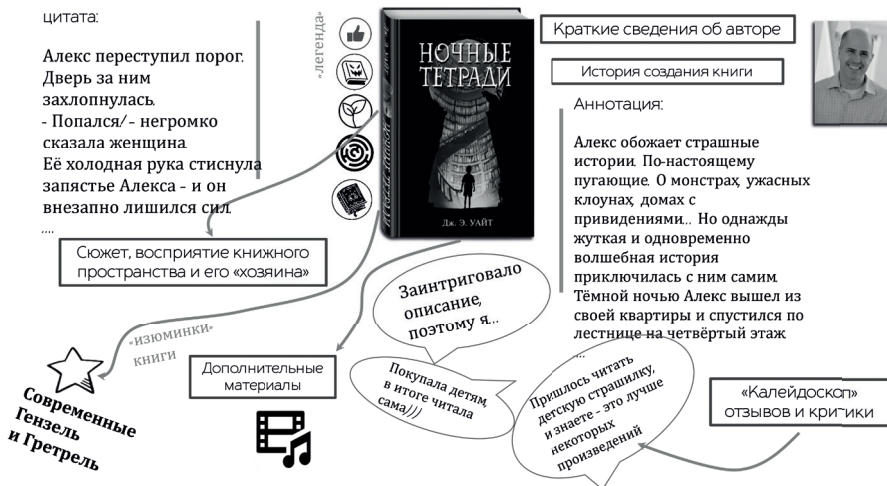 цитата:
Алекс переступил порог.
Дверь за ним
захлопнулась.
- Попался/ - негромко
сказала женщина.
Её холодная рука стиснула
запястье Алекса - и он
внезапно лишился сил.
....
«легенда»
НОЧНЫЕ
ТЕТРАДИ
Дж. Э. УАЙТ
Краткие сведения об авторе
История создания книги
Аннотация:
Алекс обожает страшные
истории. По-настоящему
пугающие. О монстрах, ужасных
клоунах, домах с
привидениями... Но однажды
жуткая и одновременно
волшебная история
приключилась с ним самим.
Тёмной ночью Алекс вышел из
своей квартиры и спустился по
лестнице на четвёртый этаж
....
Сюжет, восприятие книжного
пространства и его «хозяина»
«изюминки»
книги
Современные
Гензель
и Гретрель
Дополнительные
материалы
Заинтриговало
описание,
поэтому я...
Покупала детям,
в итоге читала
сама)))
Пришлось читать
детскую страшилку,
и знаете - это лучше
некоторых
произведений
«Калейдоскоп»
отзывов и критики